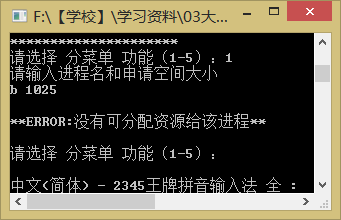 F:\【学校】\学习资料\03大...
*********************
请选择 分菜单 功能（1-5）：1
请输入进程名和申请空间大小
b 1025
**ERROR:没有可分配资源给该进程**
请选择 分菜单 功能（1-5）：
中文(简体) - 2345王牌拼音输入法 全 :